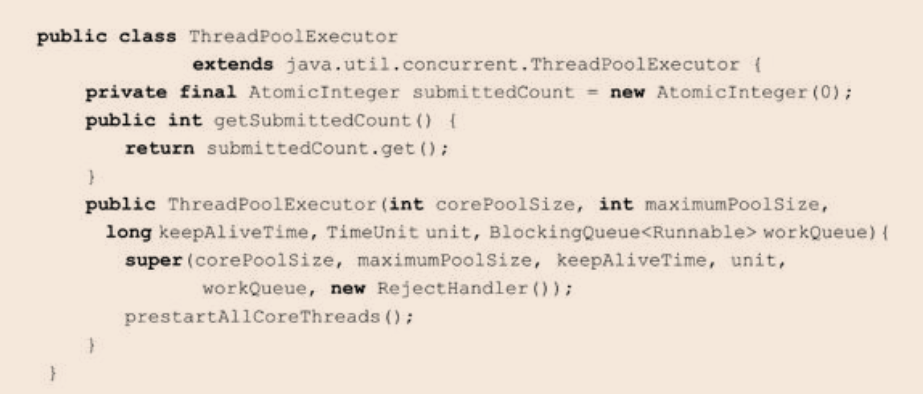 public class ThreadPoolExecutor
extends java.util.concurrent.ThreadPoolExecutor {
private final AtomicInteger submittedCount = new AtomicInteger(0);
public int getSubmittedCount() {
return submittedCount.get();
}
public ThreadPoolExecutor(int corePoolSize, int maximumPoolSize,
long keepAliveTime, TimeUnit unit, BlockingQueue<Runnable> workQueue){
super(corePoolSize, maximumPoolSize, keepAliveTime, unit,
workQueue, new RejectHandler());
prestartAllCoreThreads();
}
}